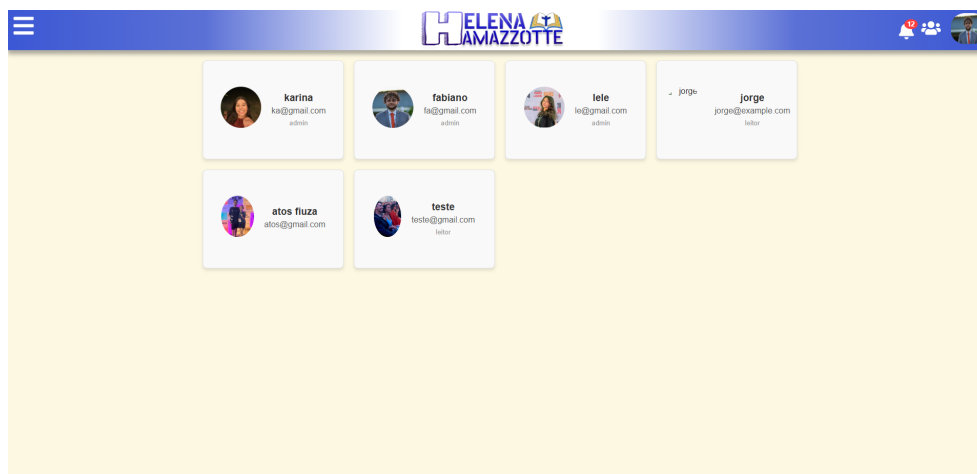 HELENA
HAMAZZOTTE
12
karina
ka@gmail.com
admin
fabiano
fa@gmail.com
admin
lele
le@gmail.com
admin
jorge
jorge
jorge@example.com
leitor
atos fiuza
atos@gmail.com
teste
teste@gmail.com
leitor